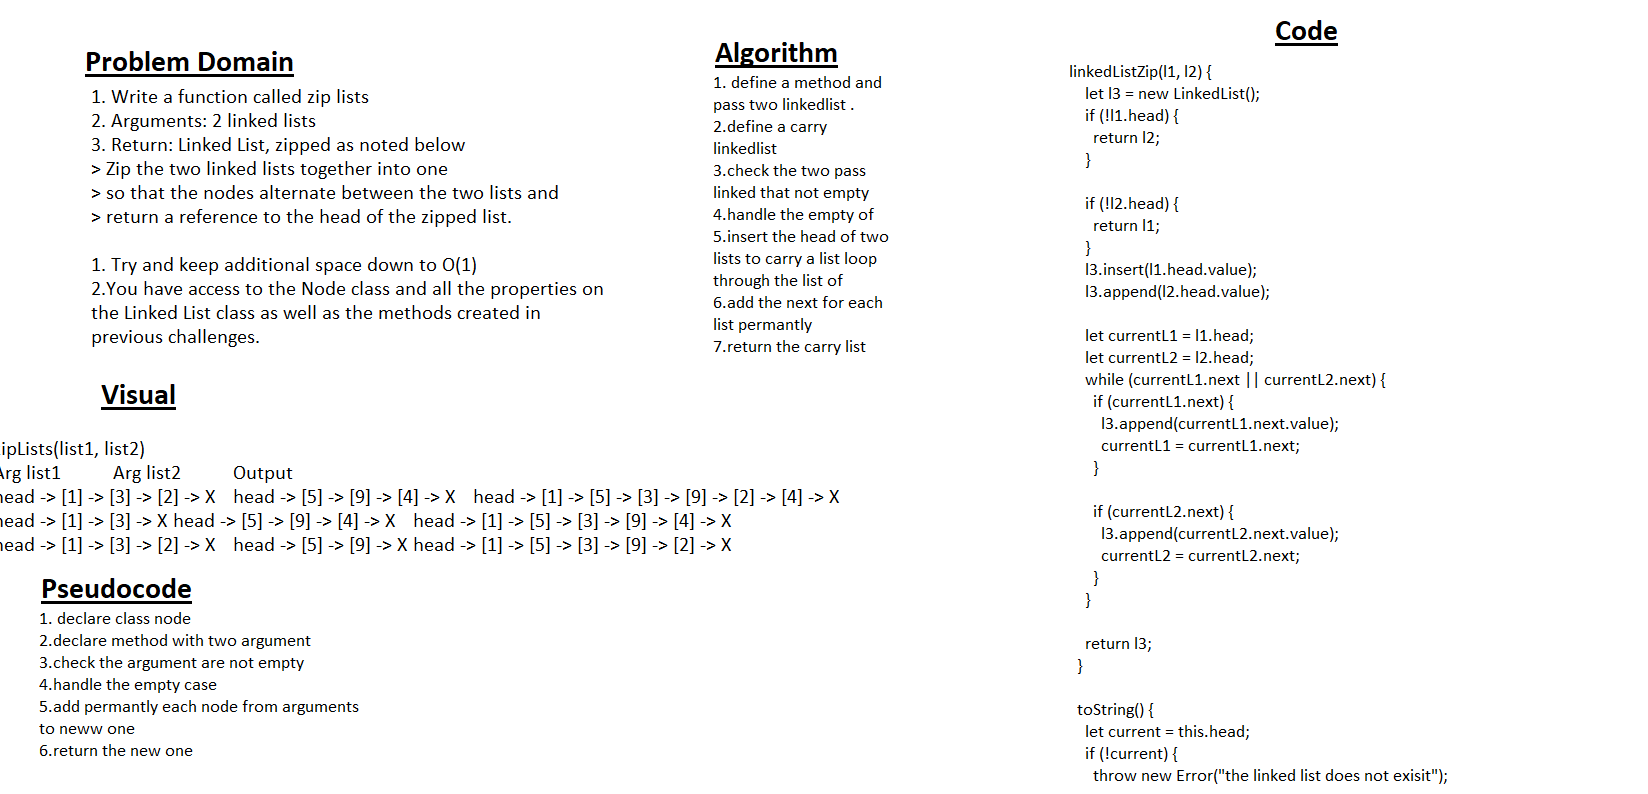 Problem Domain
1. Write a function called zip lists
2. Arguments: 2 linked lists
3. Return: Linked List, zipped as noted below
> Zip the two linked lists together into one
> so that the nodes alternate between the two lists and
> return a reference to the head of the zipped list.
1. Try and keep additional space down to O(1)
2.You have access to the Node class and all the properties on
the Linked List class as well as the methods created in
previous challenges.
Visual
ipLists(list1, list2)
Arg list1 Arg list2 Output
head -> [1] -> [3] -> [2] -> X head -> [5] -> [9] -> [4] -> X head -> [1] -> [5] -> [3] -> [9] -> [2] -> [4] -> X
head -> [1] -> [3] -> X head -> [5] -> [9] -> [4] -> X head -> [1] -> [5] -> [3] -> [9] -> [4] -> X
head -> [1] -> [3] -> [2] -> X head -> [5] -> [9] -> X head -> [1] -> [5] -> [3] -> [9] -> [2] -> X
Pseudocode
1. declare class node
2.declare method with two argument
3.check the argument are not empty
4.handle the empty case
5.add permantly each node from arguments
to neww one
6.return the new one
Algorithm
1. define a method and
pass two linkedlist .
2.define a carry
linkedlist
3.check the two pass
linked that not empty
4.handle the empty of
5.insert the head of two
lists to carry a list loop
through the list of
6.add the next for each
list permantly
7.return the carry list
Code
linkedListZip(l1, l2) {
let l3 = new LinkedList();
if (!l1.head) {
return l2;
}
if (!l2.head) {
return l1;
}
l3.insert(l1.head.value);
l3.append(l2.head.value);
let currentL1 = l1.head;
let currentL2 = l2.head;
while (currentL1.next || currentL2.next) {
if (currentL1.next) {
l3.append(currentL1.next.value);
currentL1 = currentL1.next;
}
if (currentL2.next) {
l3.append(currentL2.next.value);
currentL2 = currentL2.next;
}
}
return l3;
}
toString() {
let current = this.head;
if (!current) {
throw new Error("the linked list does not exisit");